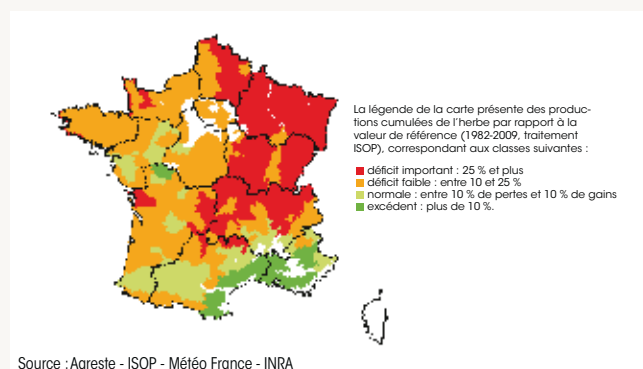 La légende de la carte présente des produc-
tions cumulées de l'herbe par rapport à la
valeur de référence (1982-2009, traitement
ISOP), correspondant aux classes suivantes :
déficit important : 25 % et plus
déficit faible : entre 10 et 25 %
normale : entre 10 % de pertes et 10 % de gains
excédent : plus de 10 %.
Source : Agreste - ISOP - Météo France - INRA